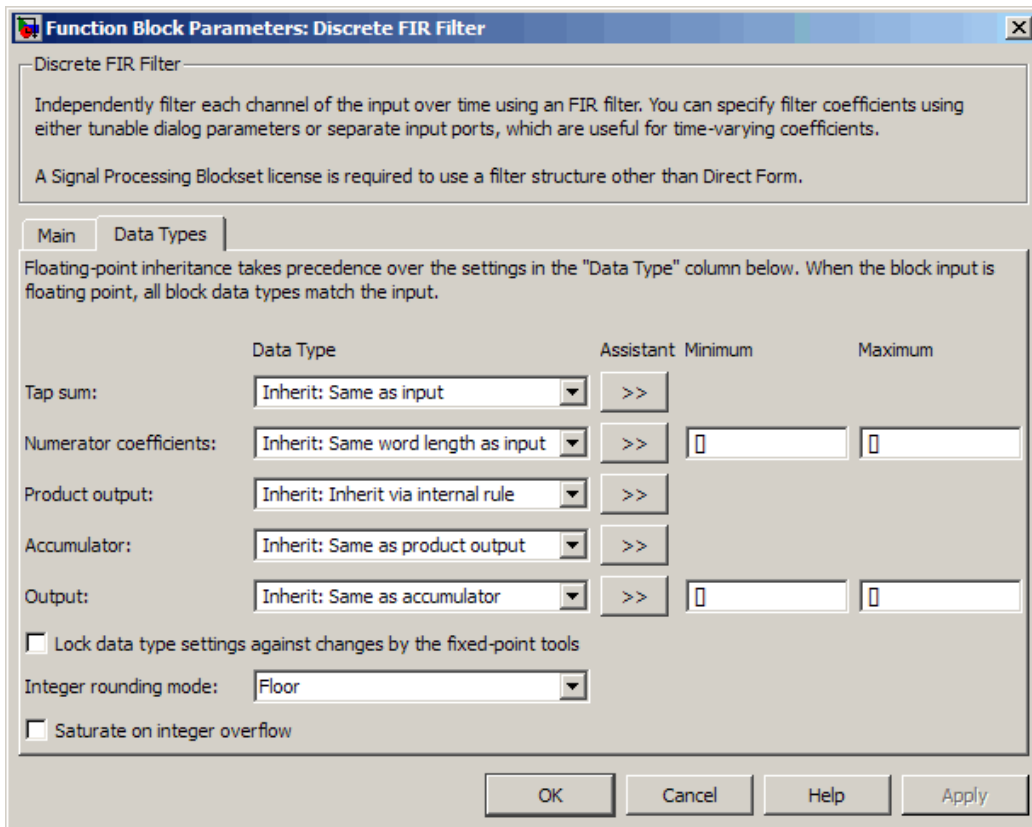 Function Block Parameters: Discrete FIR Filter
Discrete FIR Filter
Independently filter each channel of the input over time using an FIR filter. You can specify filter coefficients using
either tunable dialog parameters or separate input ports, which are useful for time-varying coefficients.
A Signal Processing Blockset license is required to use a filter structure other than Direct Form.
Main Data Types
Floating-point inheritance takes precedence over the settings in the "Data Type" column below. When the block input is
floating point, all block data types match the input.
Data Type Assistant Minimum Maximum
Tap sum: Inherit: Same as input >>
Numerator coefficients: Inherit: Same word length as input >> [] []
Product output: Inherit: Inherit via internal rule >>
Accumulator: Inherit: Same as product output >>
Output: Inherit: Same as accumulator >> [] []
Lock data type settings against changes by the fixed-point tools
Integer rounding mode: Floor
Saturate on integer overflow
OK Cancel Help Apply